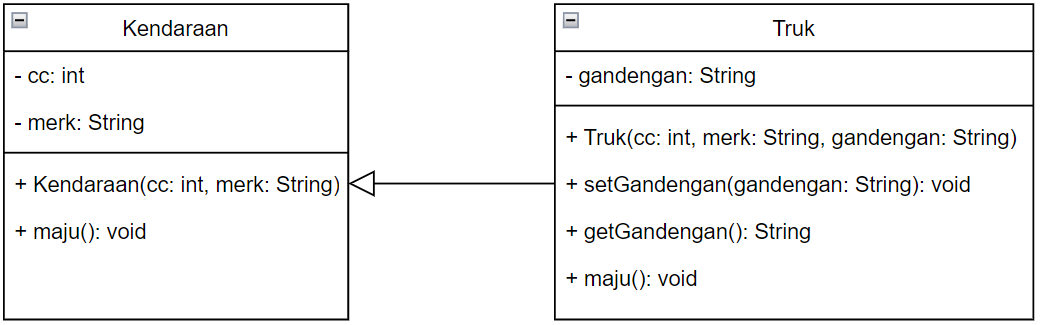 Kendaraan
- cc: int
- merk: String
+ Kendaraan(cc: int, merk: String)
+ maju(): void
Truk
- gandengan: String
+ Truk(cc: int, merk: String, gandengan: String)
+ setGandengan(gandengan: String): void
+ getGandengan(): String
+ maju(): void